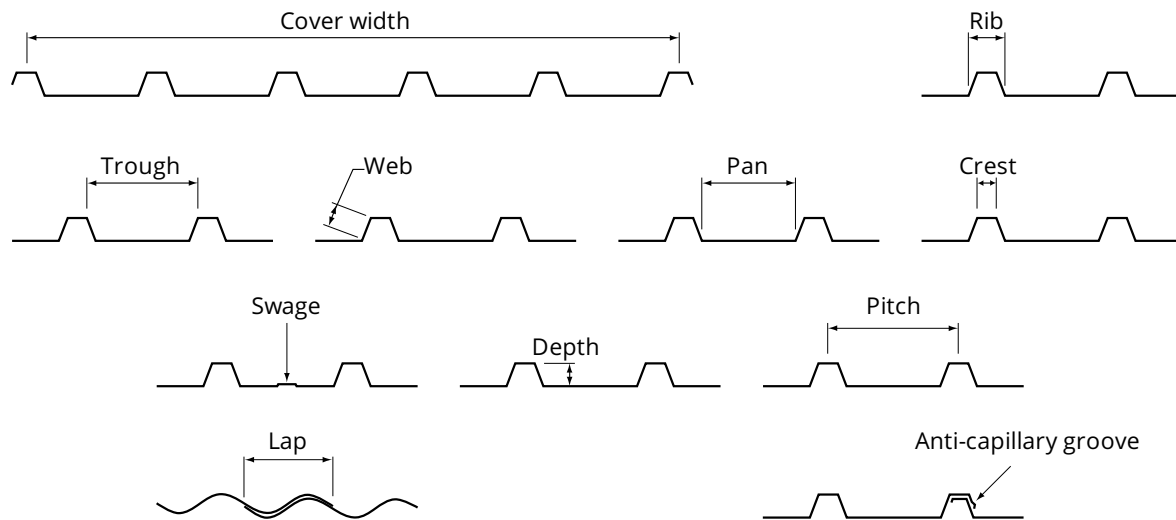 Cover width
Rib
Trough
Web
Pan
Crest
Swage
Depth
Pitch
Lap
Anti-capillary groove